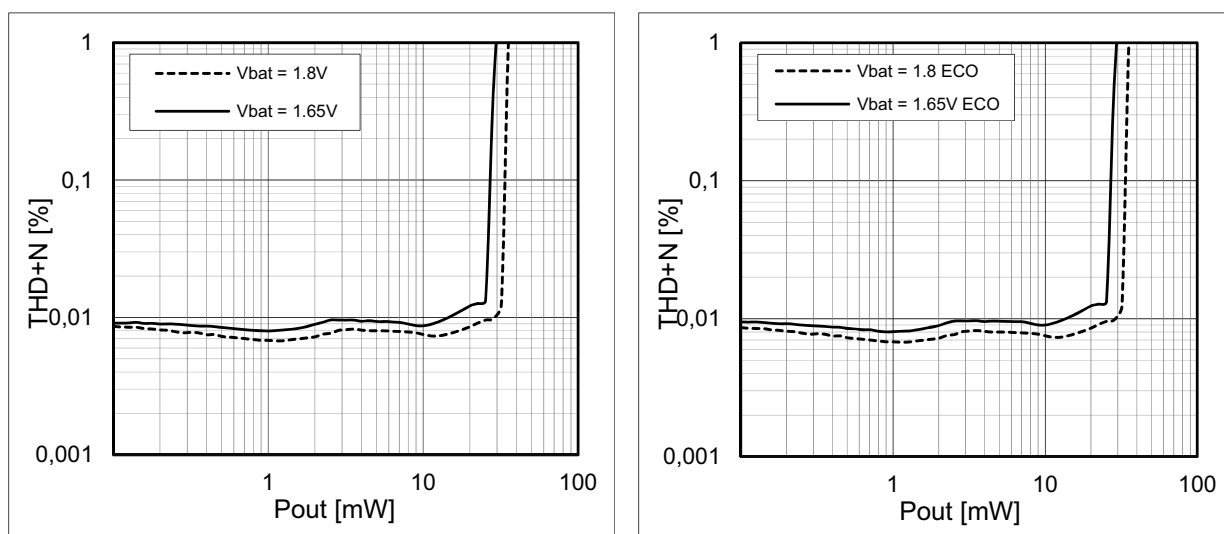 1
Vbat = 1.8V
Vbat = 1.65V
0,1
0,01
0,001
THD+N [%]
1
10
100
Pout [mW]
1
Vbat = 1.8 ECO
Vbat = 1.65V ECO
0,1
0,01
0,001
THD+N [%]
1
10
100
Pout [mW]